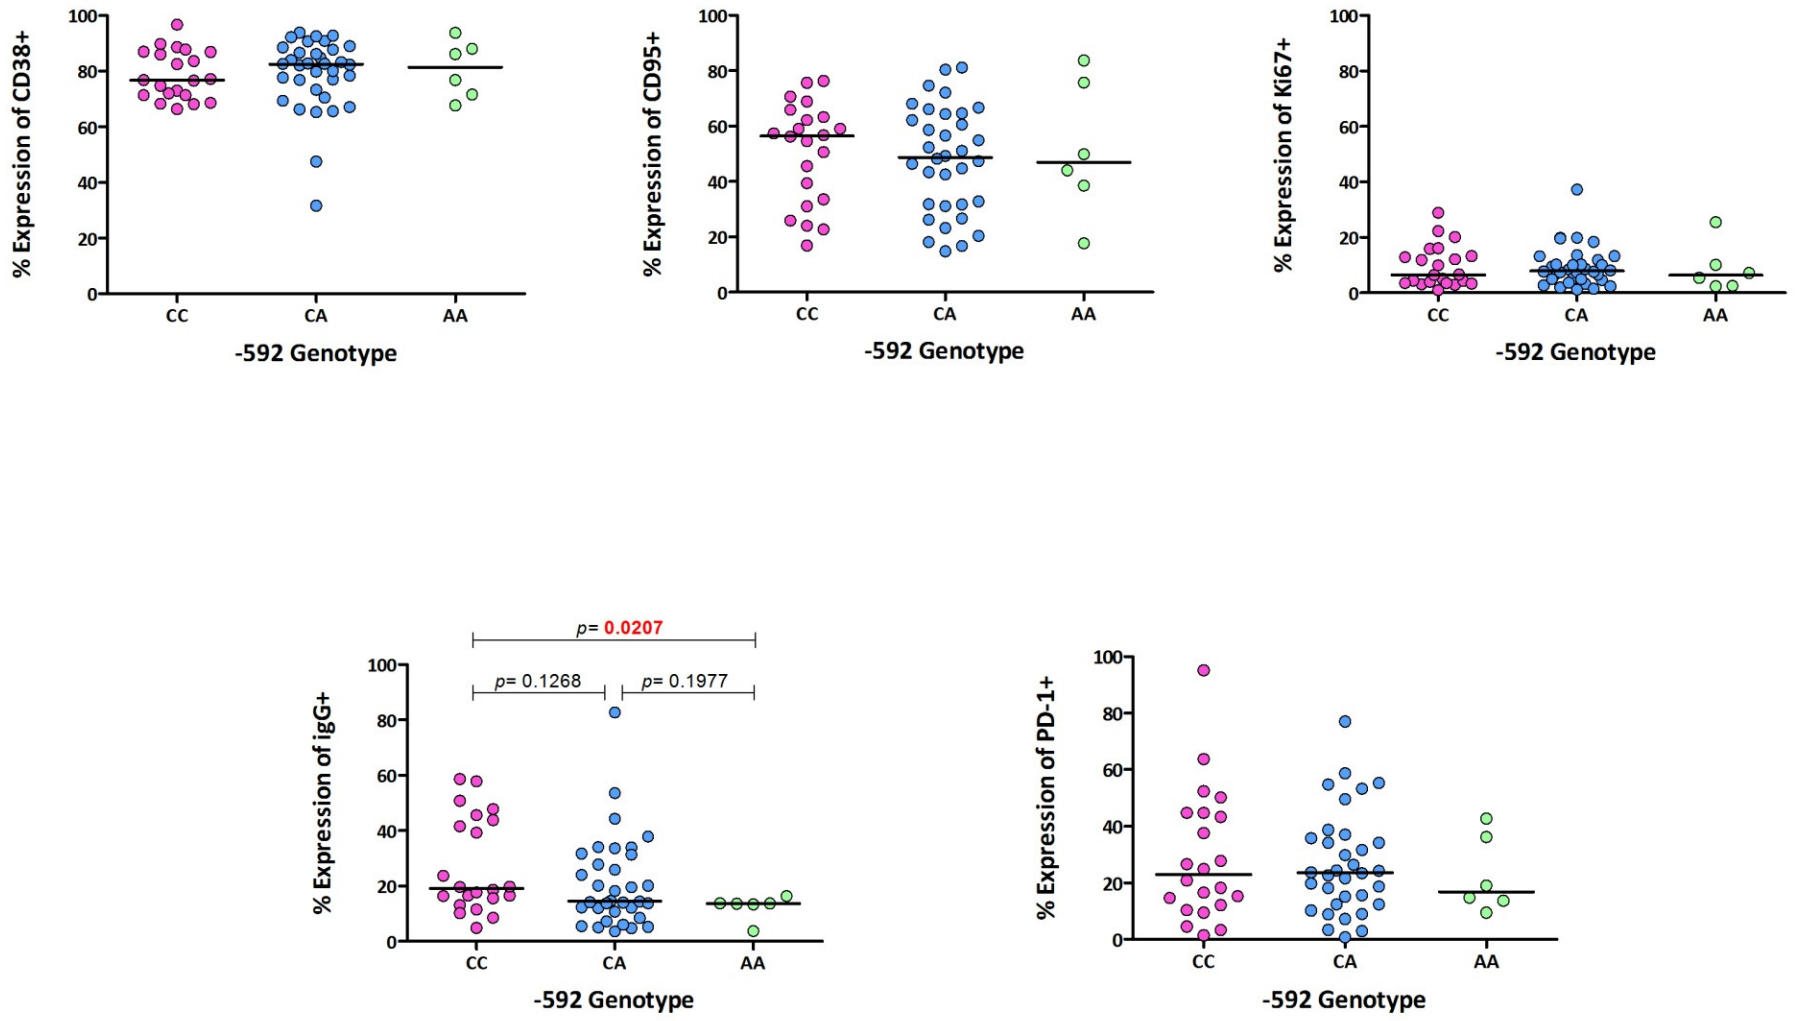 % Expression of CD38+
100
80
60
40
20
0
CC CA AA
-592 Genotype
% Expression of CD95+
100
80
60
40
20
0
CC CA AA
-592 Genotype
% Expression of Ki67+
100
80
60
40
20
0
CC CA AA
-592 Genotype
% Expression of igG+
p= 0.0207
p= 0.1268 p= 0.1977
100
80
60
40
20
0
CC CA AA
-592 Genotype
% Expression of PD-1+
100
80
60
40
20
0
CC CA AA
-592 Genotype